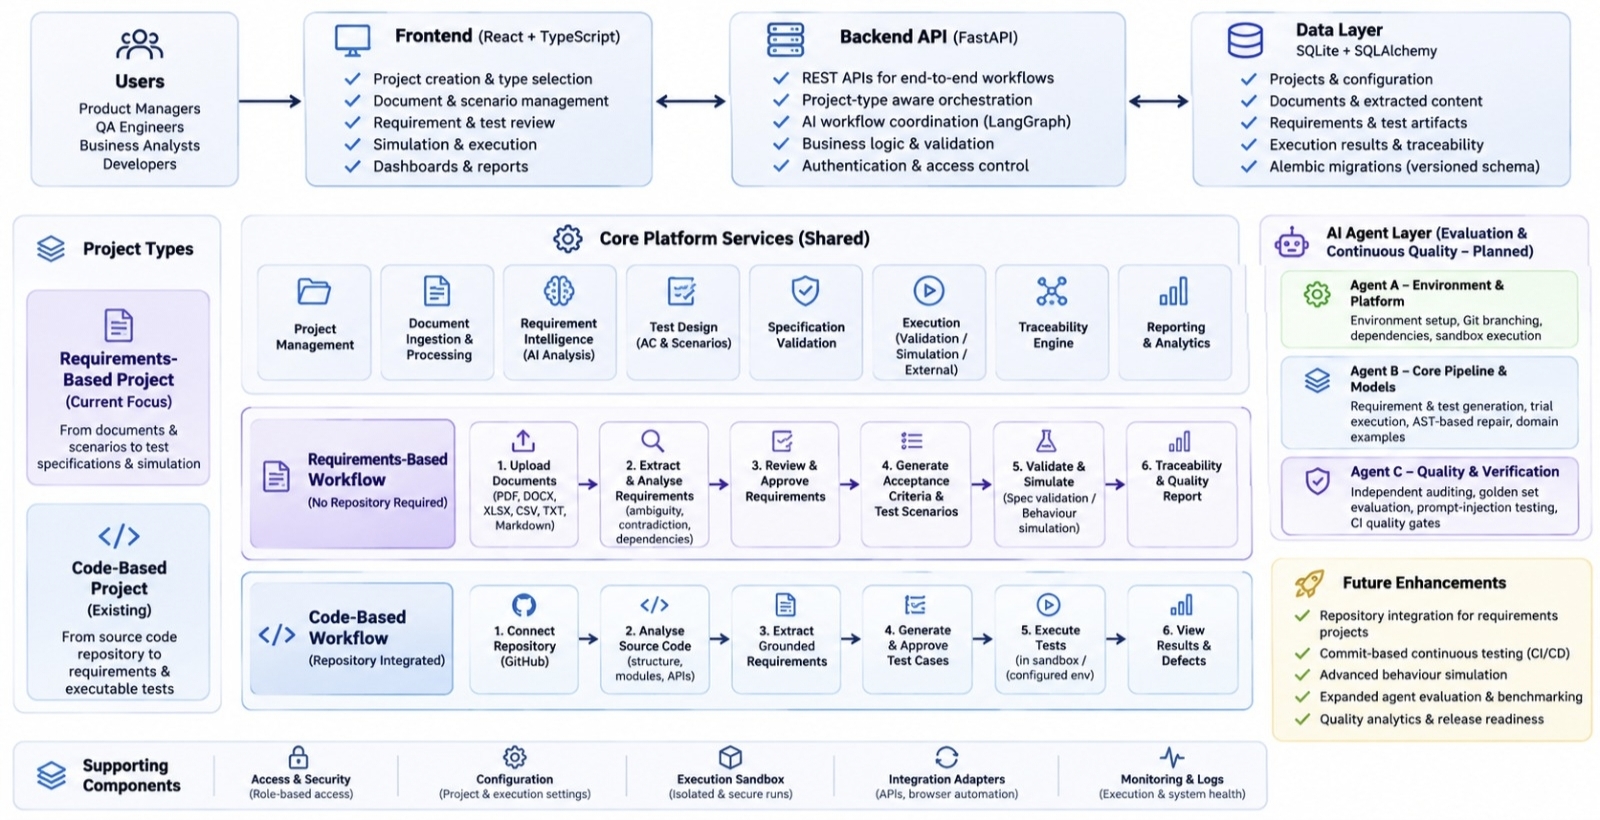 Users
Product Managers
QA Engineers
Business Analysts
Developers
Frontend (React + TypeScript)
Project creation & type selection
Document & scenario management
Requirement & test review
Simulation & execution
Dashboards & reports
Backend API (FastAPI)
REST APIs for end-to-end workflows
Project-type aware orchestration
AI workflow coordination (LangGraph)
Business logic & validation
Authentication & access control
Data Layer
SQLite + SQLAlchemy
Projects & configuration
Documents & extracted content
Requirements & test artifacts
Execution results & traceability
Alembic migrations (versioned schema)
Project Types
Requirements-
Based Project
(Current Focus)
From documents &
scenarios to test
specifications & simulation
</>
Code-Based
Project
(Existing)
From source code
repository to
requirements &
executable tests
Core Platform Services (Shared)
Project
Management
Document
Ingestion &
Processing
Requirement
Intelligence
(AI Analysis)
Test Design
(AC & Scenarios)
Specification
Validation
Execution
(Validation /
Simulation /
External)
Traceability
Engine
Reporting
& Analytics
Requirements-Based
Workflow
(No Repository Required)
1. Upload
Documents
(PDF, DOCX,
XLSX, CSV, TXT,
Markdown)
2. Extract
& Analyse
Requirements
(ambiguity,
contradiction,
dependencies)
3. Review &
Approve
Requirements
4. Generate
Acceptance
Criteria &
Test Scenarios
5. Validate &
Simulate
(Spec validation /
Behaviour
simulation)
6. Traceability
& Quality
Report
</>
Code-Based
Workflow
(Repository Integrated)
1. Connect
Repository
(GitHub)
</>
2. Analyse
Source Code
(structure,
modules, APIs)
3. Extract
Grounded
Requirements
4. Generate
& Approve
Test Cases
5. Execute
Tests
(in sandbox /
(configured env)
6. View
Results &
Defects
AI Agent Layer (Evaluation &
Continuous Quality – Planned)
Agent A – Environment &
Platform
Environment setup, Git branching,
dependencies, sandbox execution
Agent B – Core Pipeline &
Models
Requirement & test generation, trial
execution, AST-based repair, domain
examples
Agent C – Quality & Verification
Independent auditing, golden set
evaluation, prompt-injection testing,
CI quality gates
Future Enhancements
Repository integration for requirements
projects
Commit-based continuous testing (CI/CD)
Advanced behaviour simulation
Expanded agent evaluation & benchmarking
Quality analytics & release readiness
Supporting
Components
Access & Security
(Role-based access)
Configuration
(Project & execution settings)
Execution Sandbox
(Isolated & secure runs)
Integration Adapters
(APIs, browser automation)
Monitoring & Logs
(Execution & system health)